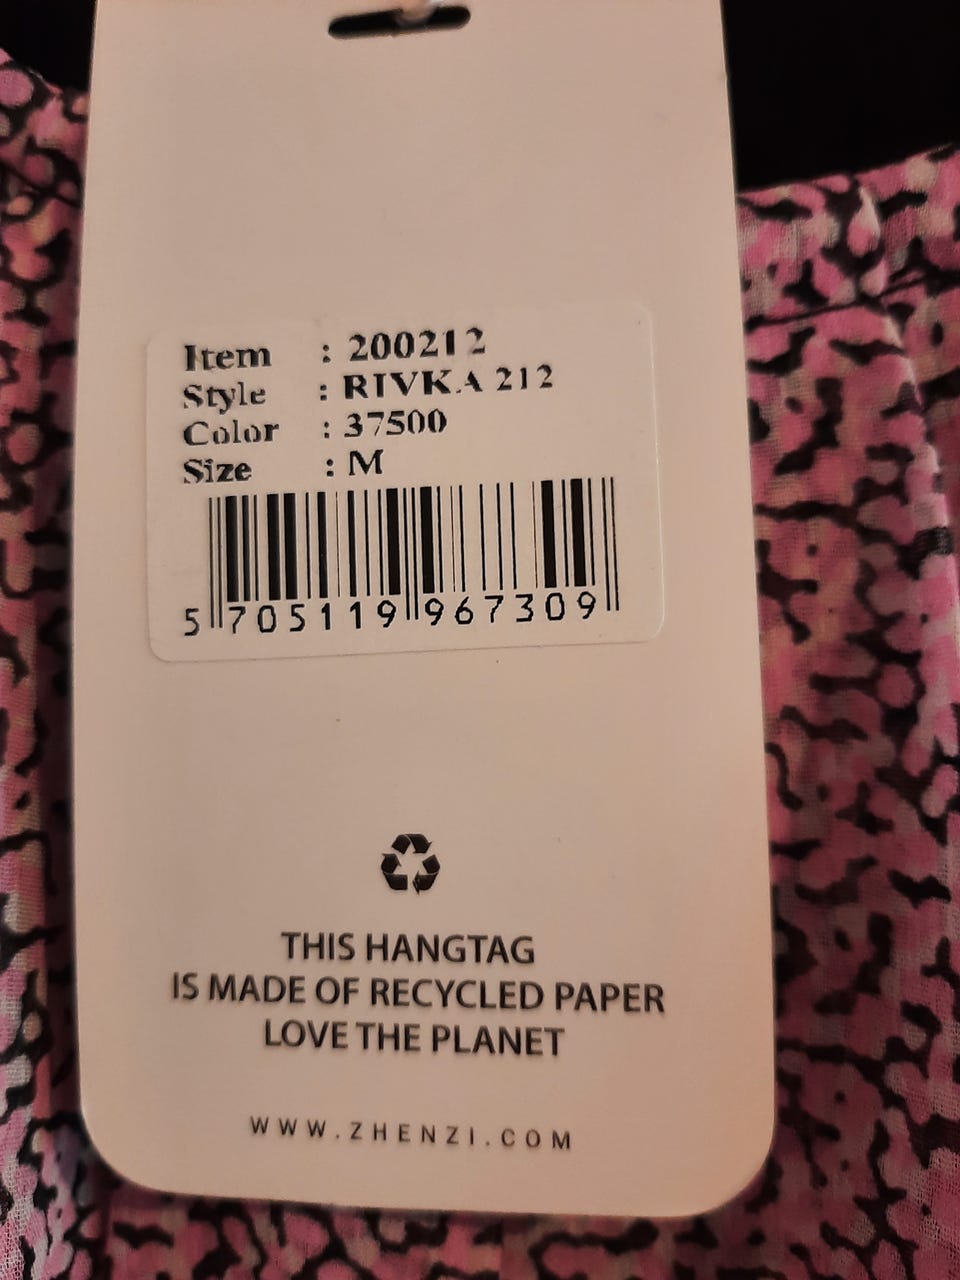 Item : 200212
Style : RIVKA 212
Color : 37500
Size : M
5 705119 967309
THIS HANGTAG
IS MADE OF RECYCLED PAPER
LOVE THE PLANET
WWW.ZHENZI.COM